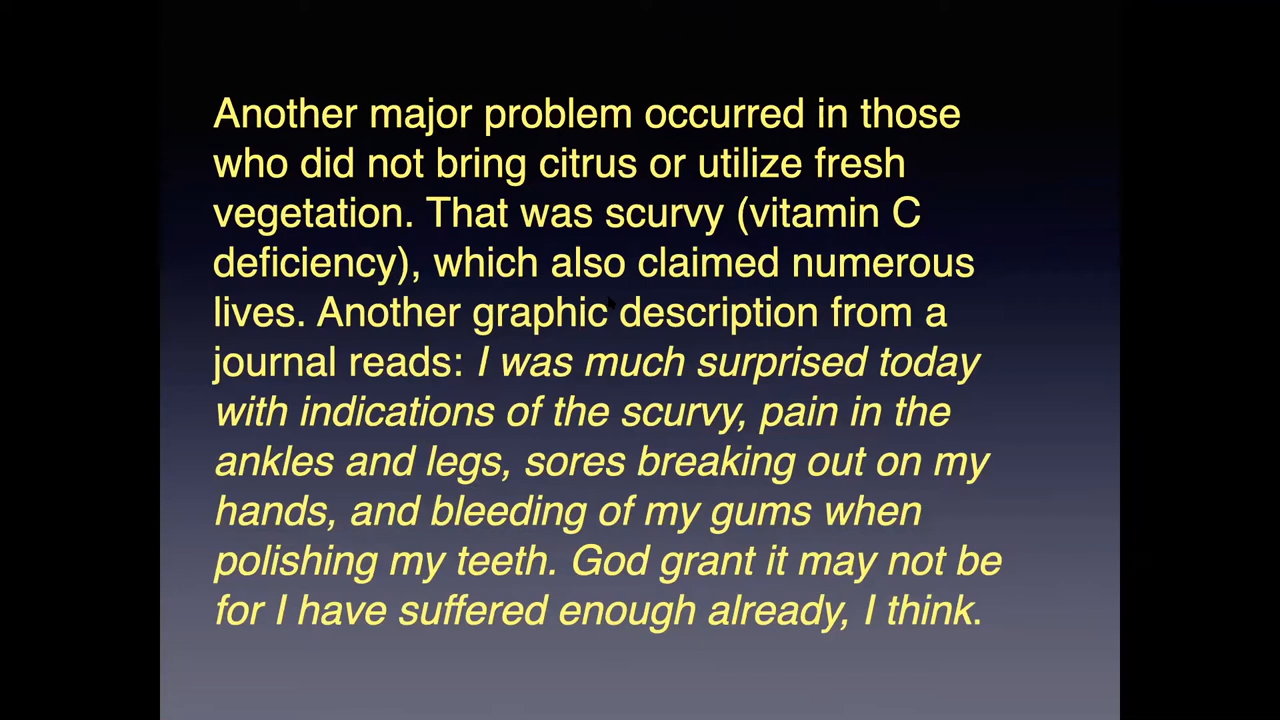 Another major problem occurred in those
who did not bring citrus or utilize fresh
vegetation. That was scurvy (vitamin C
deficiency), which also claimed numerous
lives. Another graphic description from a
journal reads: I was much surprised today
with indications of the scurvy, pain in the
ankles and legs, sores breaking out on my
hands, and bleeding of my gums when
polishing my teeth. God grant it may not be
for I have suffered enough already, I think.